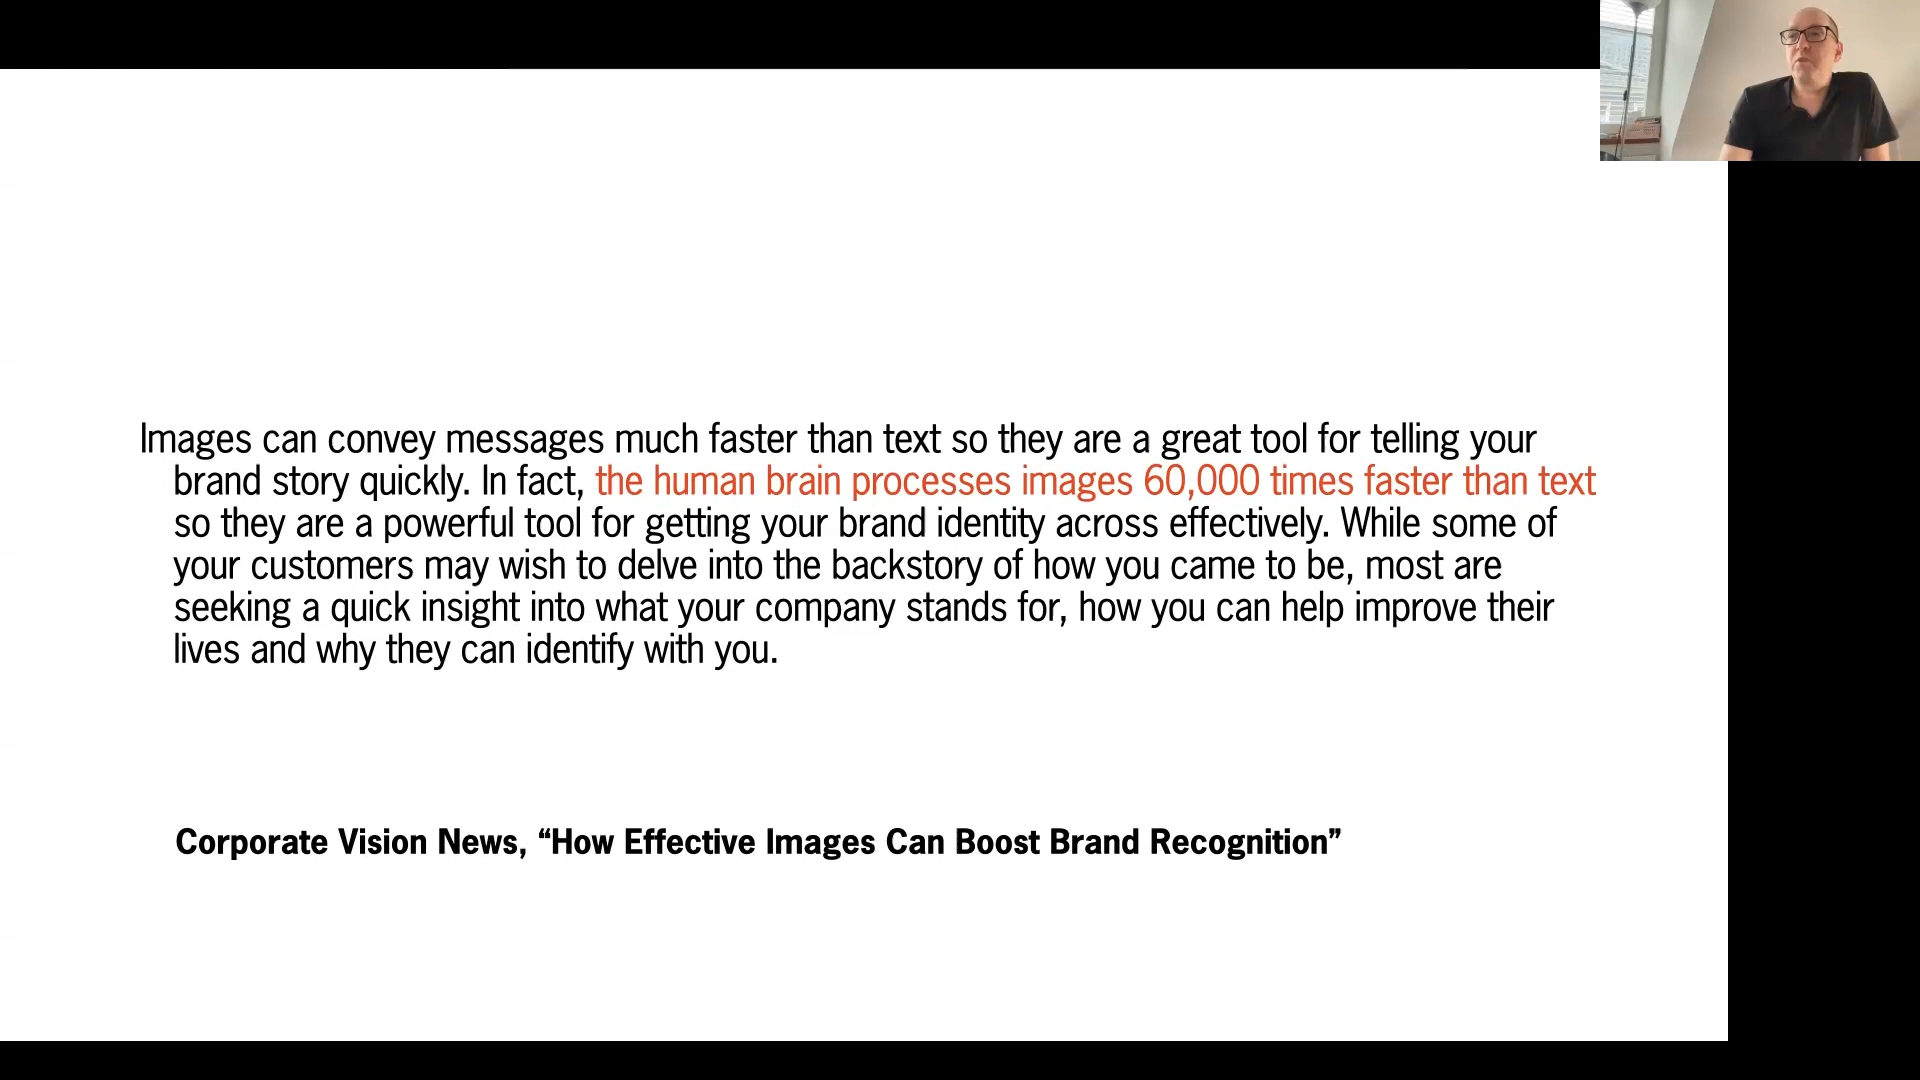 Images can convey messages much faster than text so they are a great tool for telling your
brand story quickly. In fact, the human brain processes images 60,000 times faster than text
so they are a powerful tool for getting your brand identity across effectively. While some of
your customers may wish to delve into the backstory of how you came to be, most are
seeking a quick insight into what your company stands for, how you can help improve their
lives and why they can identify with you.
Corporate Vision News, “How Effective Images Can Boost Brand Recognition”